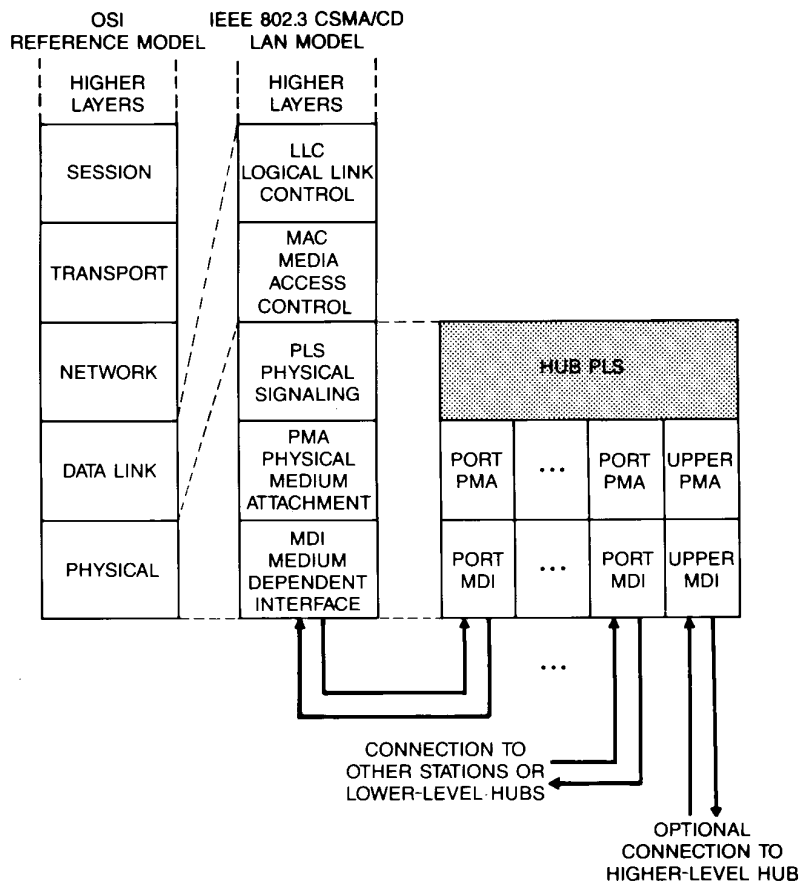 OSI
REFERENCE MODEL
IEEE 802.3 CSMA/CD
LAN MODEL
HIGHER
LAYERS
SESSION
TRANSPORT
NETWORK
DATA LINK
PHYSICAL
HIGHER
LAYERS
LLC
LOGICAL LINK
CONTROL
MAC
MEDIA
ACCESS
CONTROL
PLS
PHYSICAL
SIGNALING
PMA
PHYSICAL
MEDIUM
ATTACHMENT
MDI
MEDIUM
DEPENDENT
INTERFACE
HUB PLS
PORT
PMA
...
PORT
PMA
UPPER
PMA
PORT
MDI
...
PORT
MDI
UPPER
MDI
...
CONNECTION TO
OTHER STATIONS OR
LOWER-LEVEL HUBS
OPTIONAL
CONNECTION TO
HIGHER-LEVEL HUB